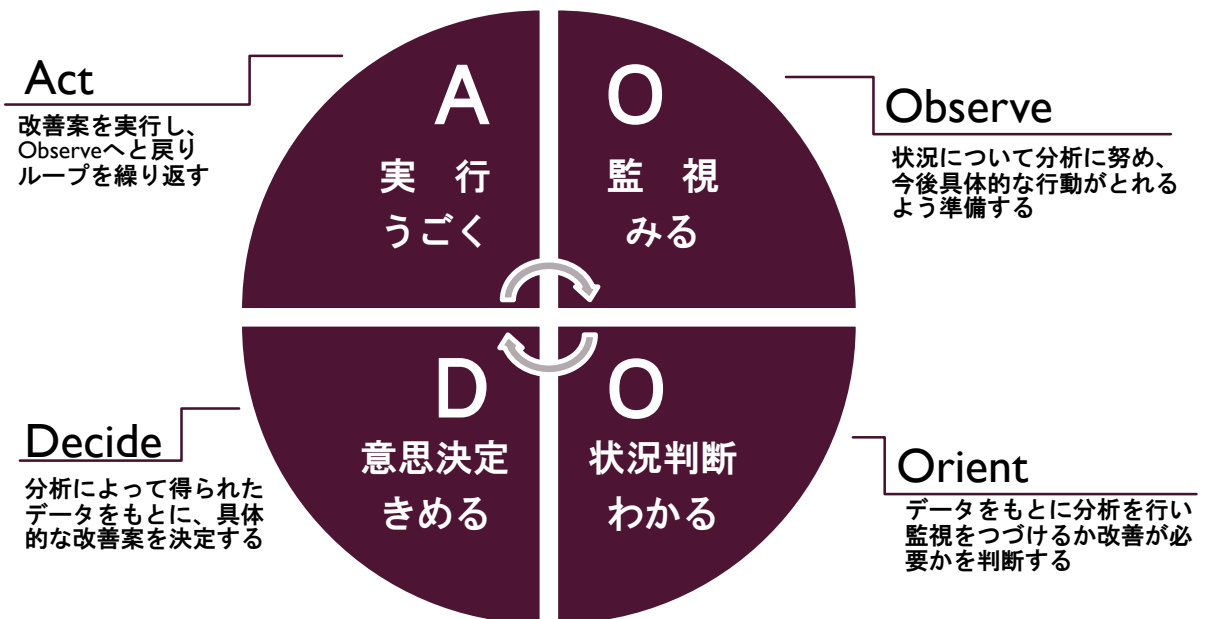 Act
改善案を実行し、
Observeへと戻り
ループを繰り返す
A
実　行
うごく
O
監　視
みる
Observe
状況について分析に努め、
今後具体的な行動がとれる
よう準備する
Decide
分析によって得られた
データをもとに、具体
的な改善案を決定する
D
意思決定
きめる
O
状況判断
わかる
Orient
データをもとに分析を行い
監視をつづけるか改善が必
要かを判断する